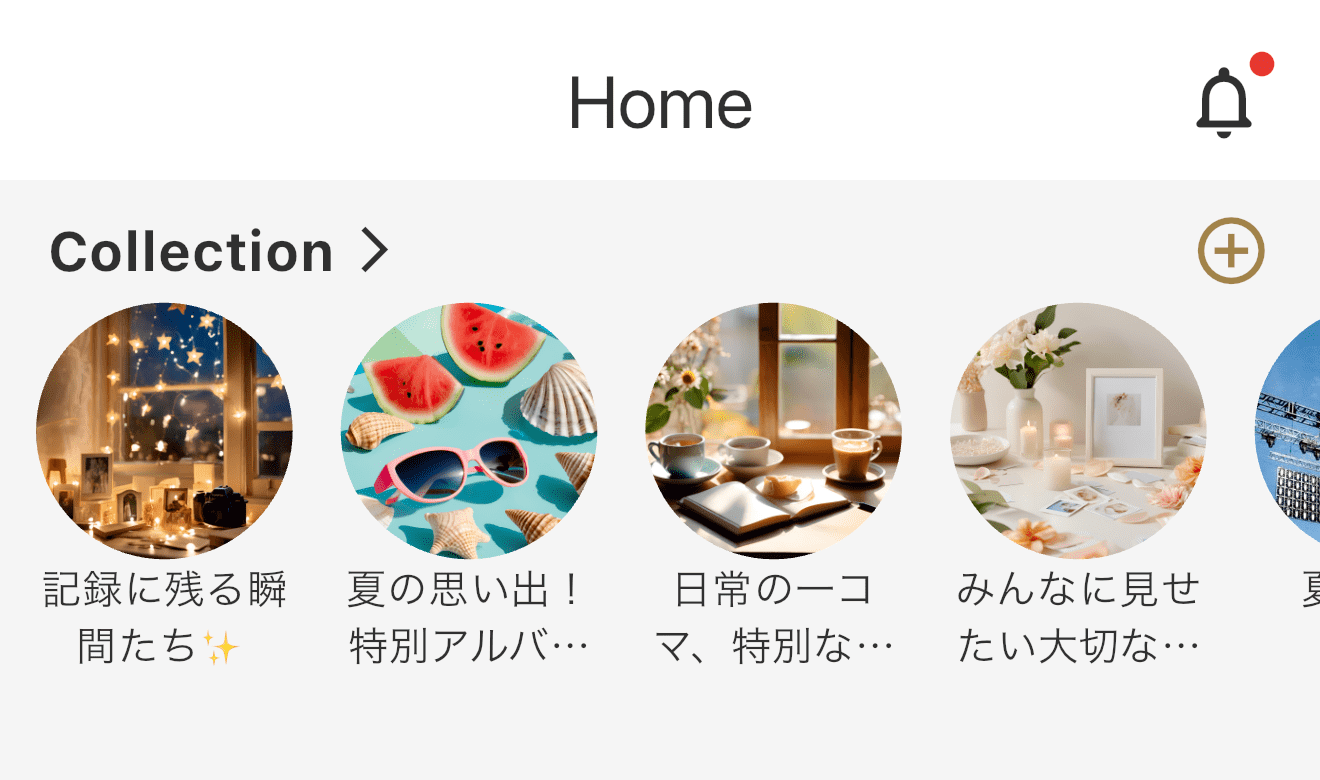 Home
Collection
記録に残る瞬
間たち✨
夏の思い出！
特別アルバ…
日常の一コ
マ、特別な…
みんなに見せ
たい大切な…
夏